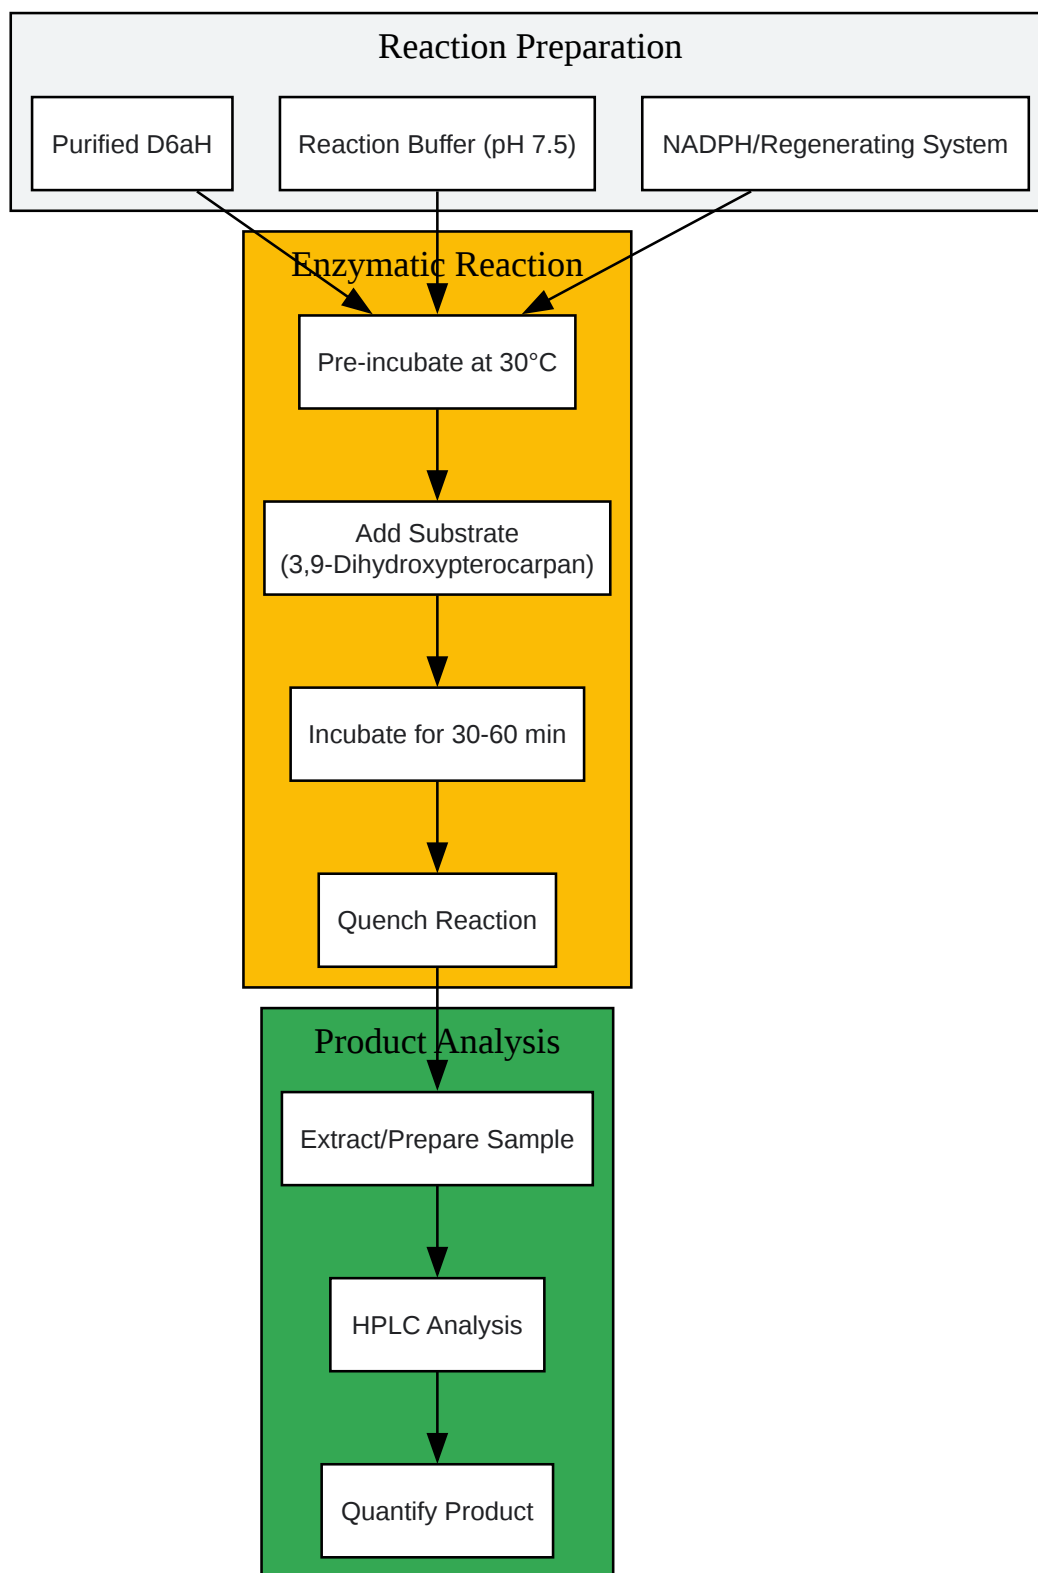 Reaction Preparation
Purified D6aH
Reaction Buffer (pH 7.5)
NADPH/Regenerating System
Enzymatic Reaction
Pre-incubate at 30°C
Add Substrate
(3,9-Dihydroxypterocarpan)
Incubate for 30-60 min
Quench Reaction
Product Analysis
Extract/Prepare Sample
HPLC Analysis
Quantify Product